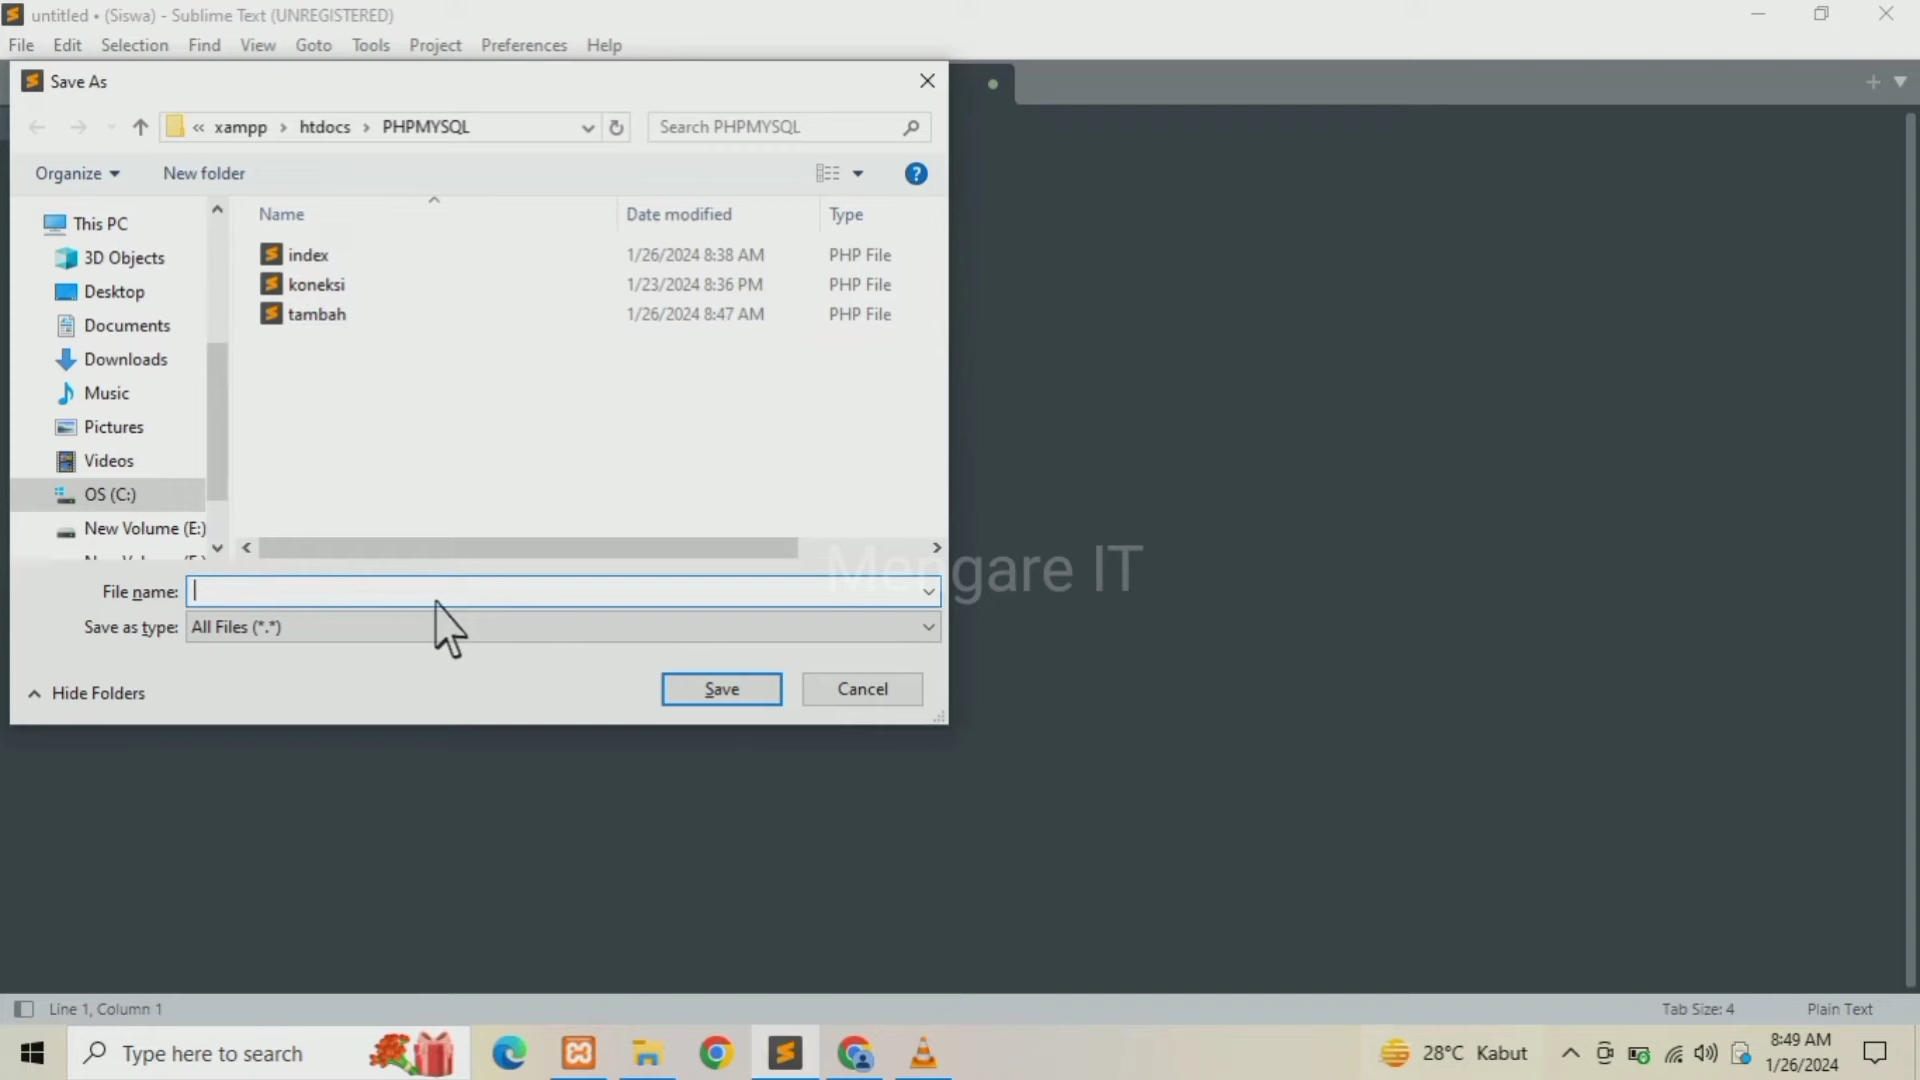 untitled • (Siswa) - Sublime Text (UNREGISTERED)
File Edit Selection Find View Goto Tools Project Preferences Help
Save As
« xampp › htdocs › PHPMYSQL
Search PHPMYSQL
Organize New folder
Name Date modified Type
This PC
3D Objects
Desktop
Documents
Downloads
Music
Pictures
Videos
OS (C:)
New Volume (E:)
index 1/26/2024 8:38 AM PHP File
koneksi 1/23/2024 8:36 PM PHP File
tambah 1/26/2024 8:47 AM PHP File
Mengare IT
File name:
Save as type: All Files (*.*)
Hide Folders
Save Cancel
Line 1, Column 1
Tab Size: 4 Plain Text
Type here to search
28°C Kabut
8:49 AM
1/26/2024